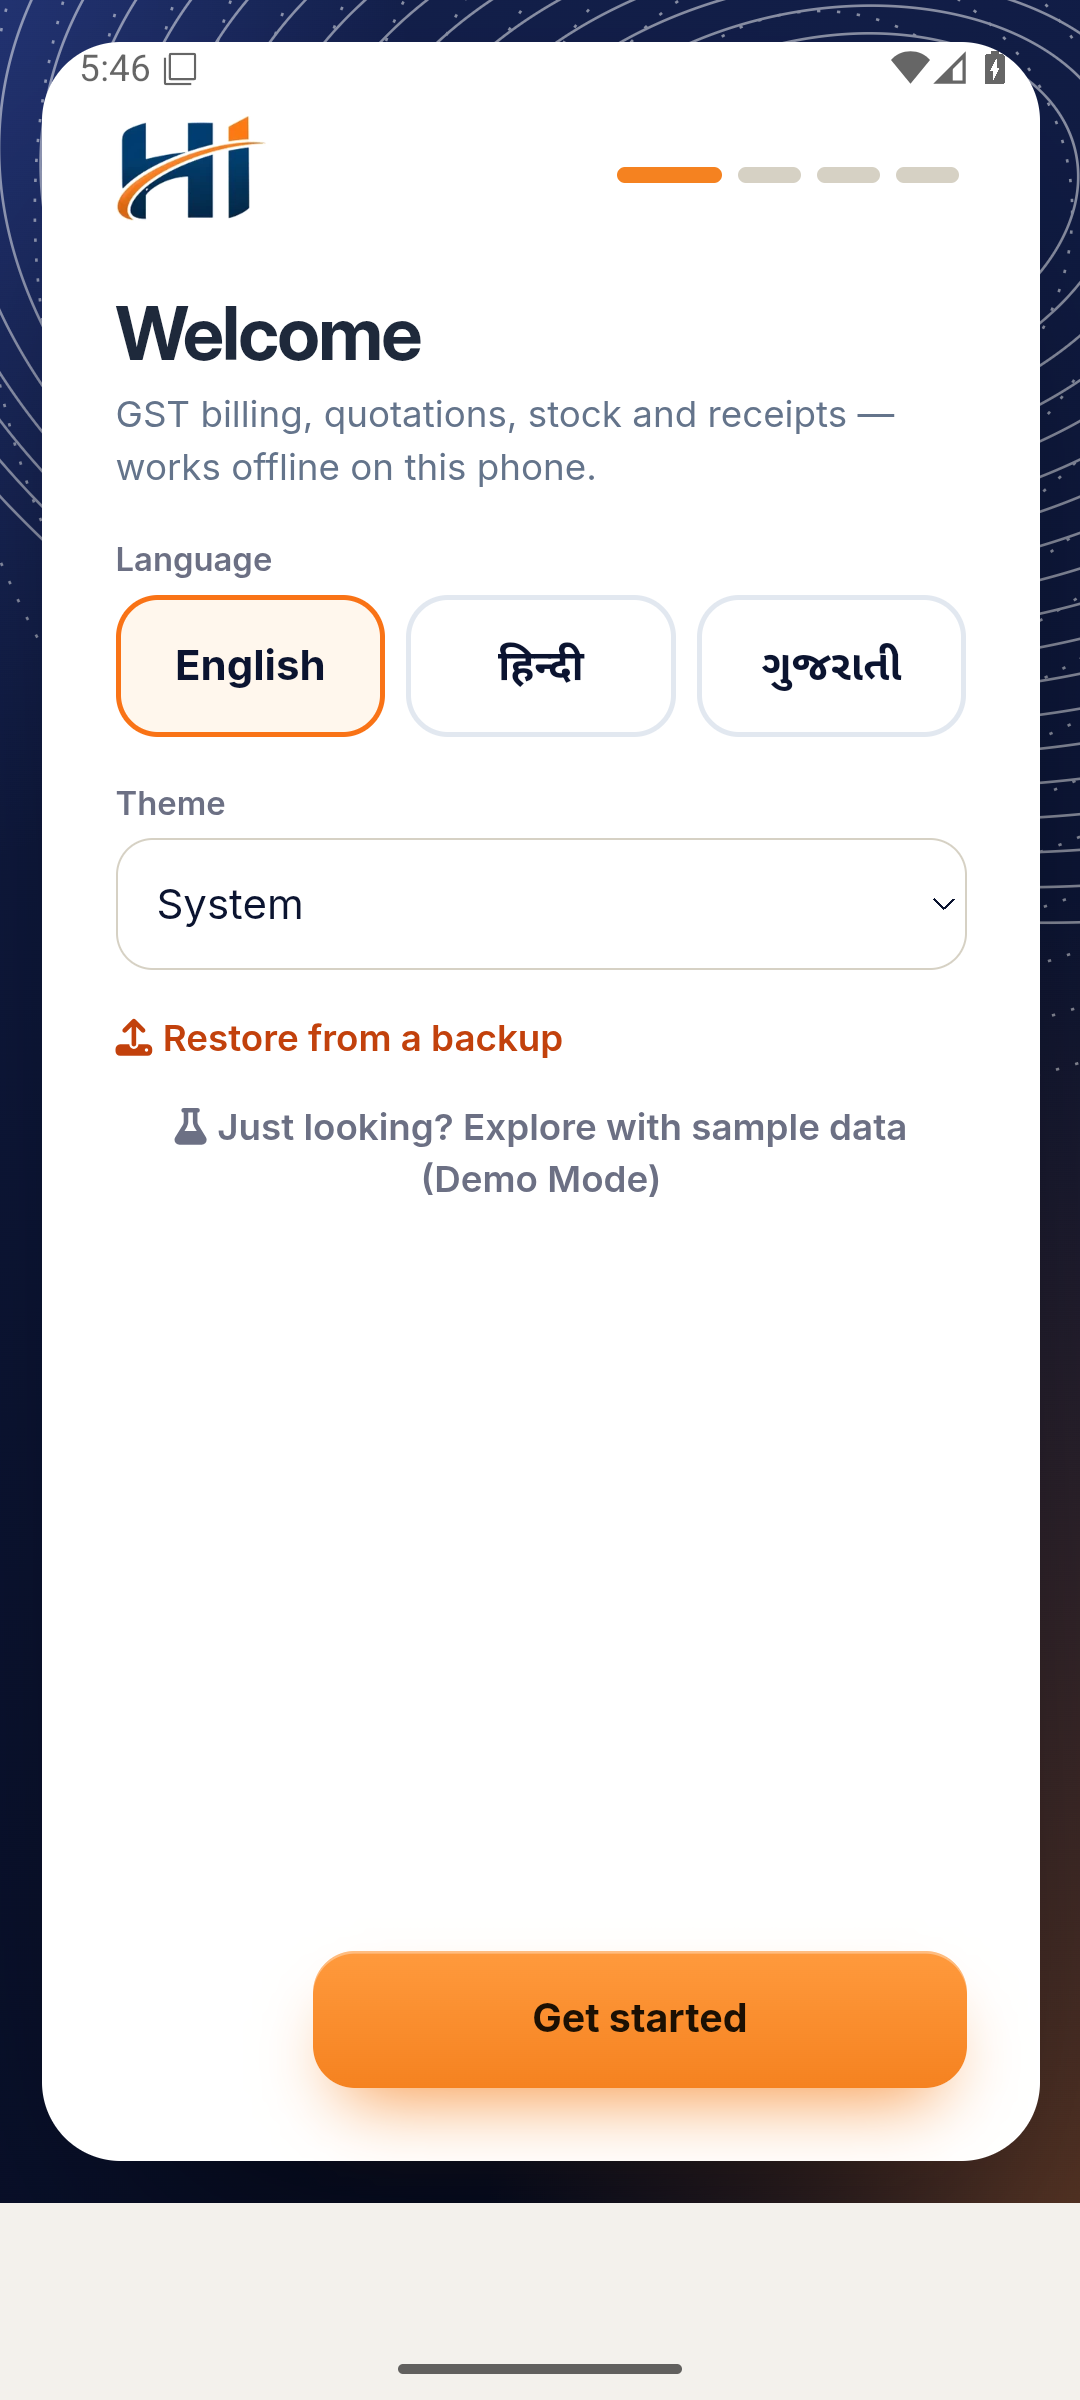 5:46
Hi
Welcome
GST billing, quotations, stock and receipts —
works offline on this phone.
Language
English
हिन्दी
ગુજરાતી
Theme
System
Restore from a backup
Just looking? Explore with sample data
(Demo Mode)
Get started